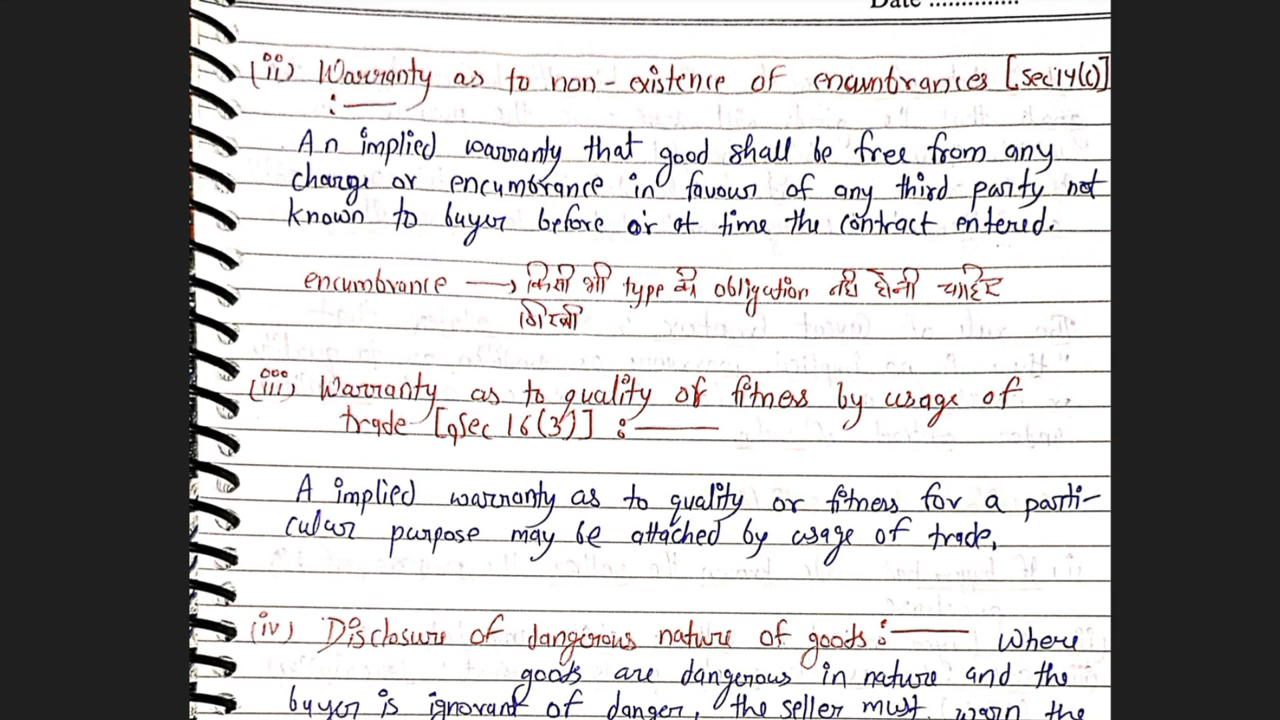 Date ..............
(ii) Warranty as to non-existence of encumbrances [sec 14(c)]
:—
An implied warranty that good shall be free from any
charge or encumbrance in favour of any third party not
known to buyer before or at time the contract entered.
encumbrance → किसी भी type की obligation नही होनी चाहिए
गिरवी
(iii) Warranty as to quality of fitness by usage of
trade [Sec 16(3)] :—
A implied warranty as to quality or fitness for a parti-
cular purpose may be attached by usage of trade.
(iv) Disclosure of dangerous nature of goods :— where
goods are dangerous in nature and the
buyer is ignorant of danger, the seller must warn the